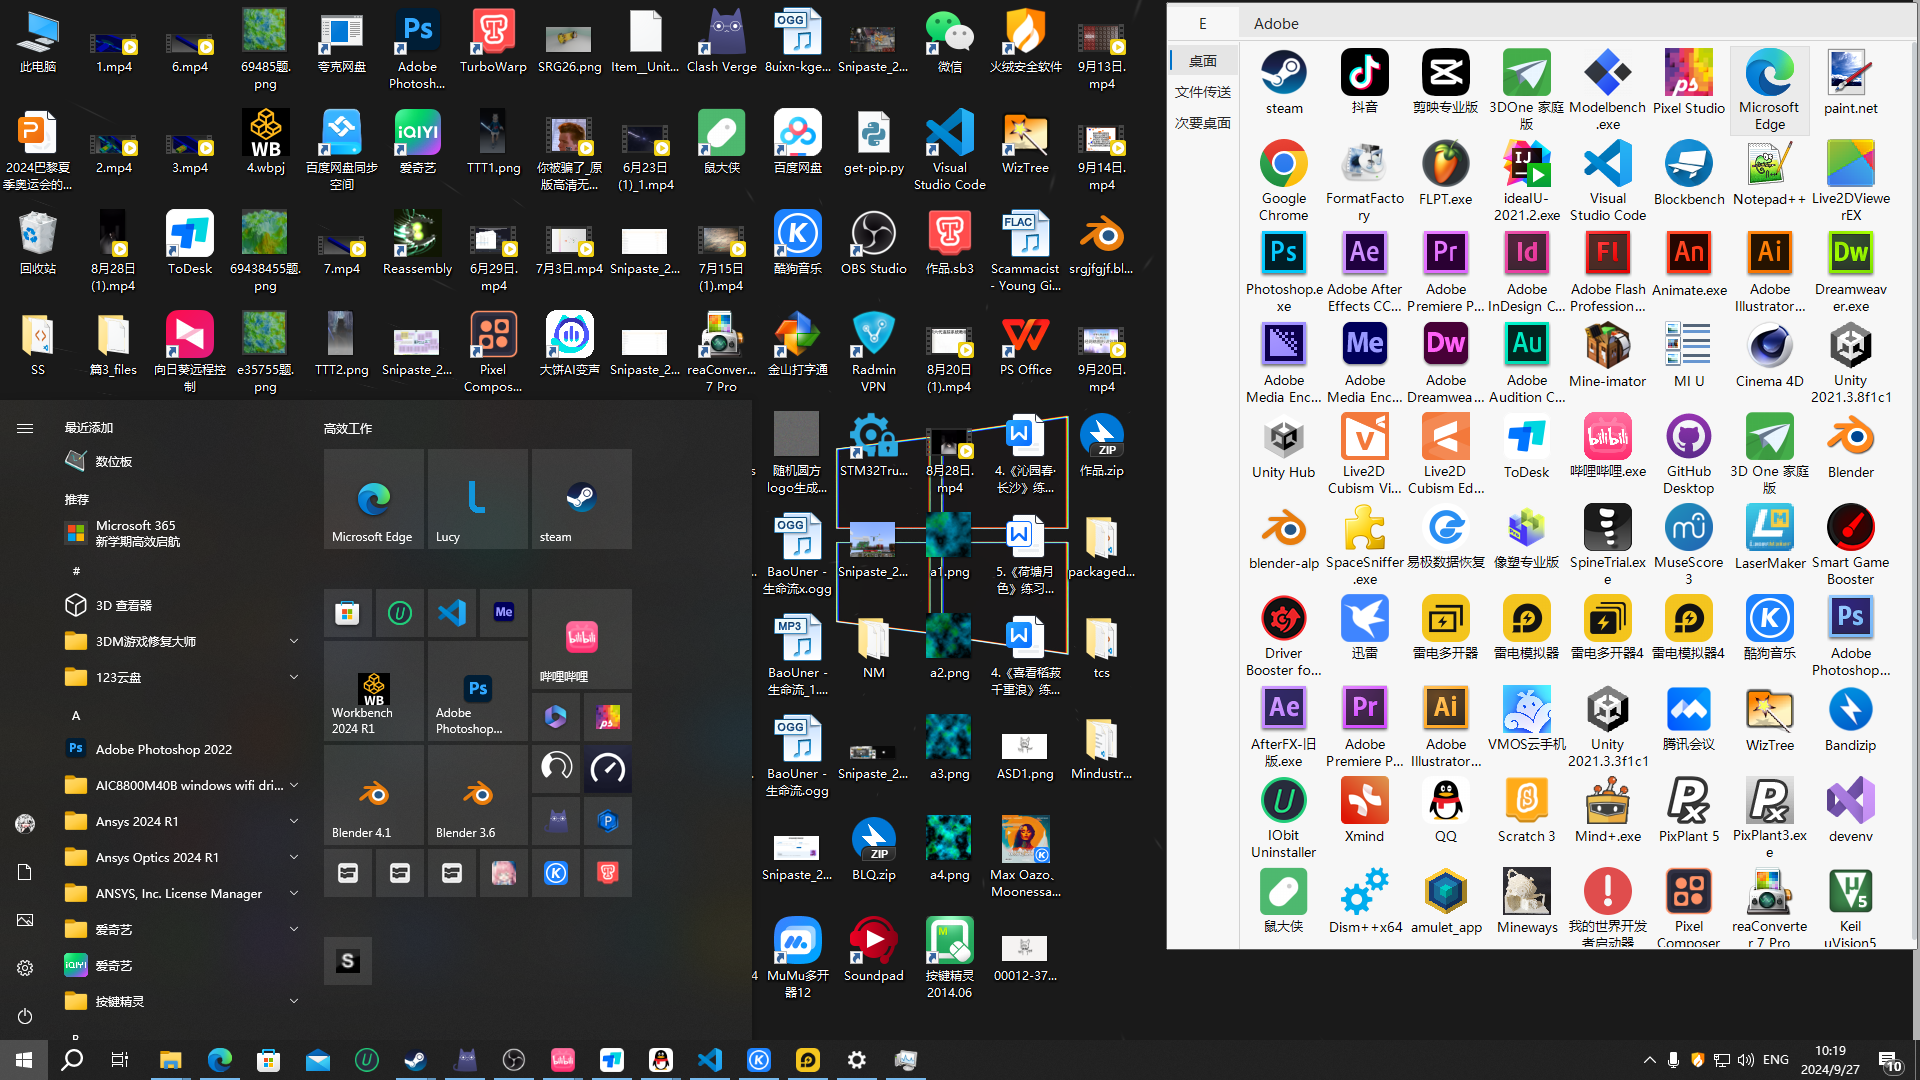 此电脑
1.mp4
6.mp4
69485题.
png
夸克网盘
Adobe
Photosh...
TurboWarp
SRG26.png
Item__Unit...
Clash Verge
8uixn-kge...
Snipaste_2...
微信
火绒安全软件
9月13日.
mp4
2024巴黎夏
季奥运会的...
2.mp4
3.mp4
4.wbpj
百度网盘同步
空间
爱奇艺
TTT1.png
你被骗了_原
版高清无...
6月23日
(1)_1.mp4
鼠大侠
百度网盘
get-pip.py
Visual
Studio Code
WizTree
9月14日.
mp4
回收站
8月28日
(1).mp4
ToDesk
69438455题.
png
7.mp4
Reassembly
6月29日.
mp4
7月3日.mp4
Snipaste_2...
7月15日
(1).mp4
酷狗音乐
OBS Studio
作品.sb3
Scammacist
- Young Gi...
srgjfgjf.bl...
SS
篇3_files
向日葵远程控
制
e35755题.
png
TTT2.png
Snipaste_2...
Pixel
Compos...
大饼AI变声
Snipaste_2...
reaConver...
7 Pro
金山打字通
Radmin
VPN
8月20日
(1).mp4
PS Office
9月20日.
mp4
随机圆方
logo生成...
STM32Tru...
8月28日.
mp4
4.《沁园春·
长沙》练...
作品.zip
BaoUner -
生命流x.ogg
Snipaste_2...
a1.png
5.《荷塘月
色》练习...
packaged...
BaoUner -
生命流_1....
NM
a2.png
4.《喜看稻菽
千重浪》练...
tcs
BaoUner -
生命流.ogg
Snipaste_2...
a3.png
ASD1.png
Mindustr...
Snipaste_2...
BLQ.zip
a4.png
Max Oazo、
Moonessa...
MuMu多开
器12
Soundpad
按键精灵
2014.06
00012-37...
最近添加
数位板
推荐
Microsoft 365
新学期高效启航
#
3D 查看器
3DM游戏修复大师
123云盘
A
Adobe Photoshop 2022
AIC8800M40B windows wifi dri...
Ansys 2024 R1
Ansys Optics 2024 R1
ANSYS, Inc. License Manager
爱奇艺
爱奇艺
按键精灵
高效工作
Microsoft Edge
Lucy
steam
哔哩哔哩
Workbench
2024 R1
Adobe
Photoshop...
Blender 4.1
Blender 3.6
E
Adobe
桌面
文件传送
次要桌面
steam
抖音
剪映专业版
3DOne 家庭
版
Modelbench
.exe
Pixel Studio
Microsoft
Edge
paint.net
Google
Chrome
FormatFacto
ry
FLPT.exe
ideaIU-
2021.2.exe
Visual
Studio Code
Blockbench
Notepad++
Live2DViewe
rEX
Photoshop.e
xe
Adobe After
Effects CC...
Adobe
Premiere P...
Adobe
InDesign C...
Adobe Flash
Profession...
Animate.exe
Adobe
Illustrator...
Dreamweav
er.exe
Adobe
Media Enc...
Adobe
Media Enc...
Adobe
Dreamwea...
Adobe
Audition C...
Mine-imator
MI U
Cinema 4D
Unity
2021.3.8f1c1
Unity Hub
Live2D
Cubism Vi...
Live2D
Cubism Ed...
ToDesk
哔哩哔哩.exe
GitHub
Desktop
3D One 家庭
版
Blender
blender-alp
SpaceSniffer
.exe
易极数据恢复
像塑专业版
SpineTrial.ex
e
MuseScore
3
LaserMaker
Smart Game
Booster
Driver
Booster fo...
迅雷
雷电多开器
雷电模拟器
雷电多开器4
雷电模拟器4
酷狗音乐
Adobe
Photoshop...
AfterFX-旧
版.exe
Adobe
Premiere P...
Adobe
Illustrator...
VMOS云手机
Unity
2021.3.3f1c1
腾讯会议
WizTree
Bandizip
IObit
Uninstaller
Xmind
QQ
Scratch 3
Mind+.exe
PixPlant 5
PixPlant3.ex
e
devenv
鼠大侠
Dism++x64
amulet_app
Mineways
我的世界开发
者启动器
Pixel
Composer
reaConverte
r 7 Pro
Keil
uVision5
ENG
10:19
2024/9/27
10